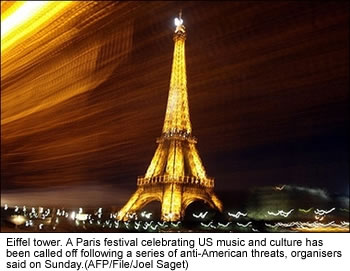 Eiffel tower. A Paris festival celebrating US music and culture has
been called off following a series of anti-American threats, organisers
said on Sunday.(AFP/File/Joel Saget)